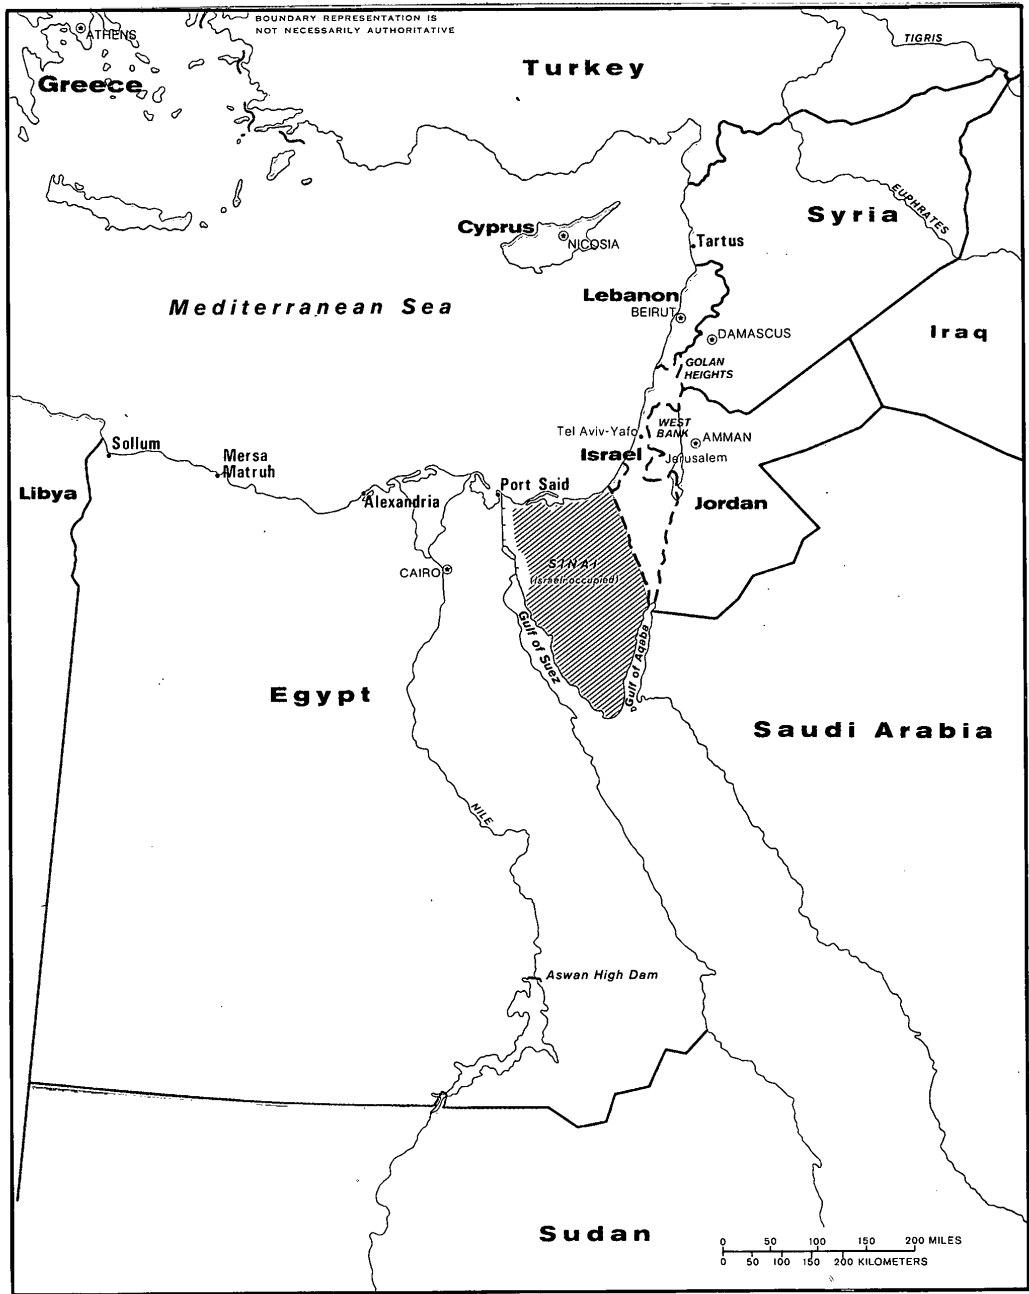 BOUNDARY REPRESENTATION IS
NOT NECESSARILY AUTHORITATIVE
ATHENS
Greece
Turkey
TIGRIS
EUPHRATES
Syria
Cyprus
NICOSIA
Tartus
Mediterranean Sea
Lebanon
BEIRUT
DAMASCUS
Iraq
GOLAN
HEIGHTS
Tel Aviv-Yafo
WEST
BANK
AMMAN
Israel
Jerusalem
Sollum
Mersa
Matruh
Libya
Alexandria
Port Said
Jordan
CAIRO
SINAI
(Israeli-occupied)
Gulf of Suez
Gulf of Aqaba
Egypt
Saudi Arabia
NILE
Aswan High Dam
Sudan
0 50 100 150 200 MILES
0 50 100 150 200 KILOMETERS